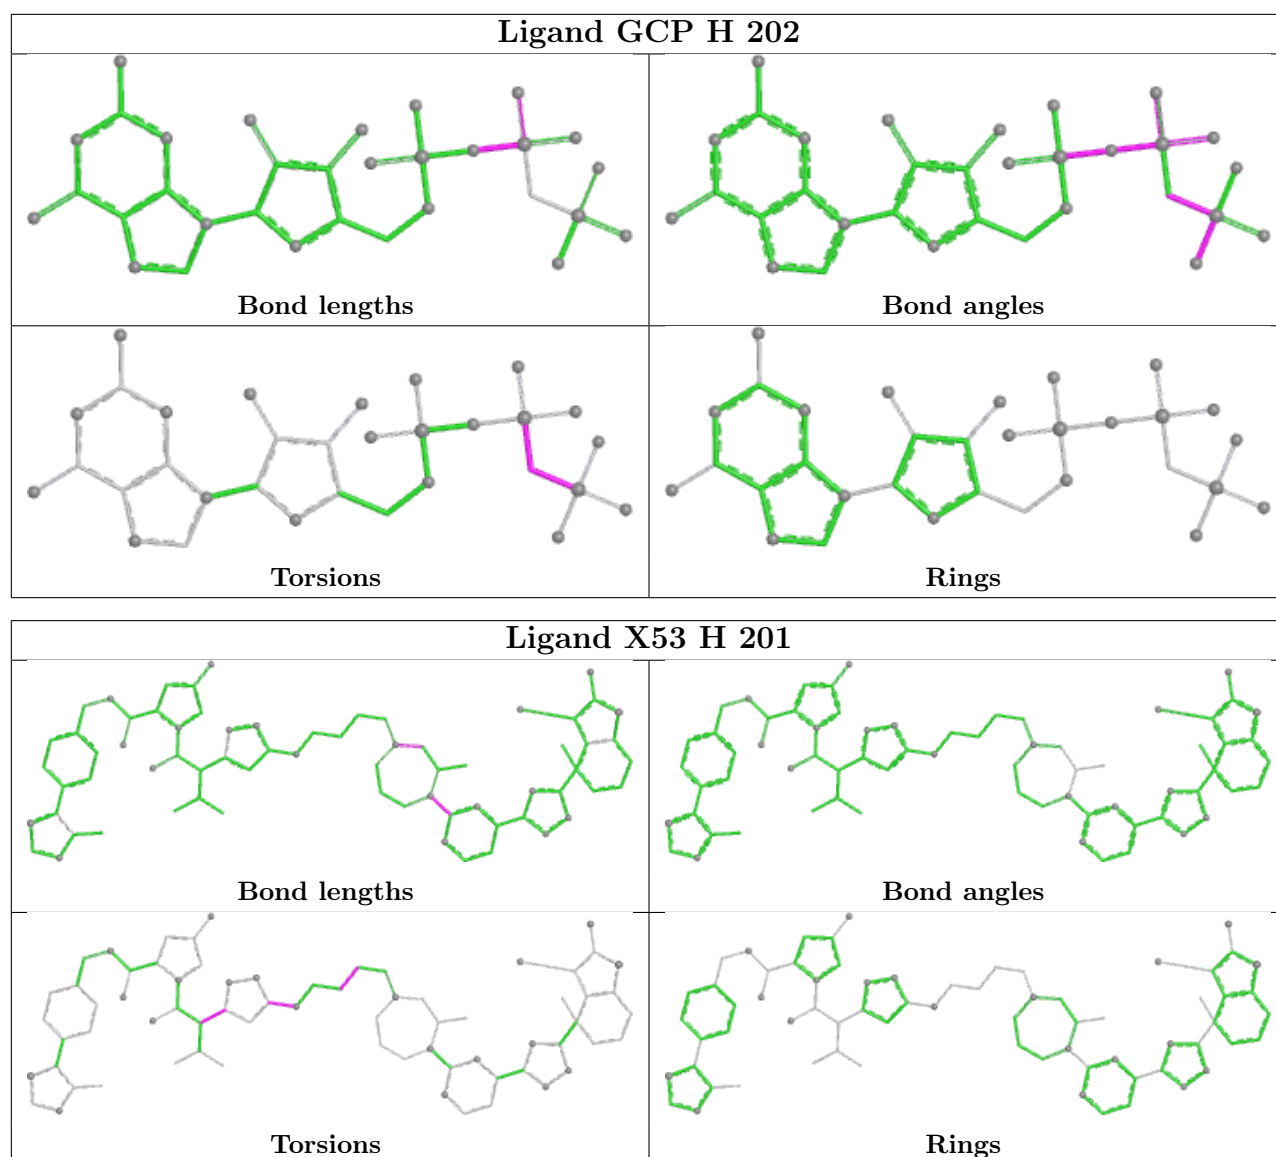 Ligand GCP H 202
Bond lengths
Bond angles
Torsions
Rings
Ligand X53 H 201
Bond lengths
Bond angles
Torsions
Rings